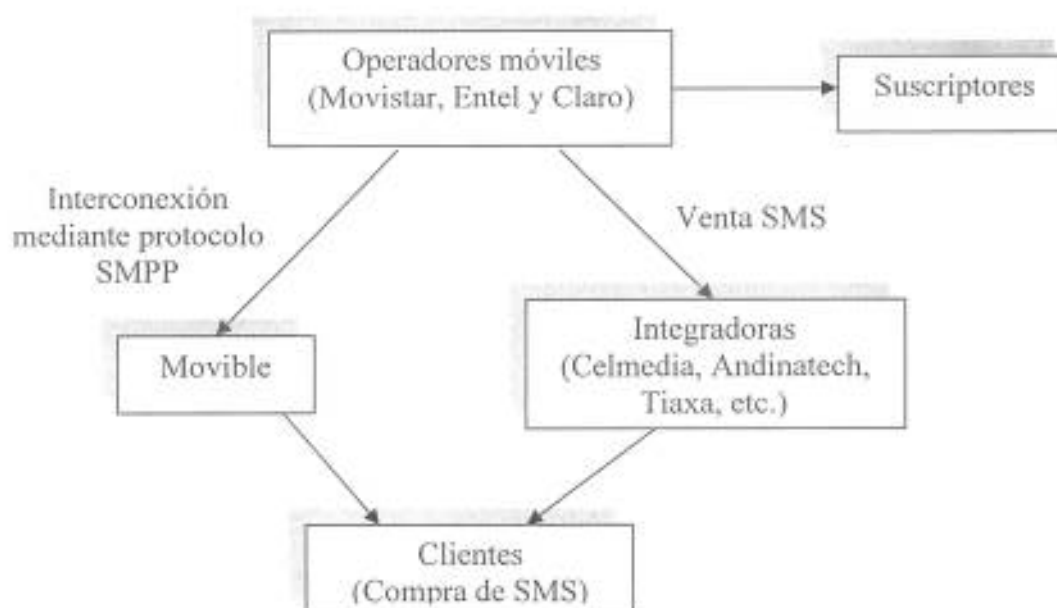 Operadores móviles
(Movistar, Entel y Claro)
Suscriptores
Interconexión
mediante protocolo
SMPP
Venta SMS
Movible
Integradoras
(Celmedia, Andinatech,
Tiaxa, etc.)
Clientes
(Compra de SMS)